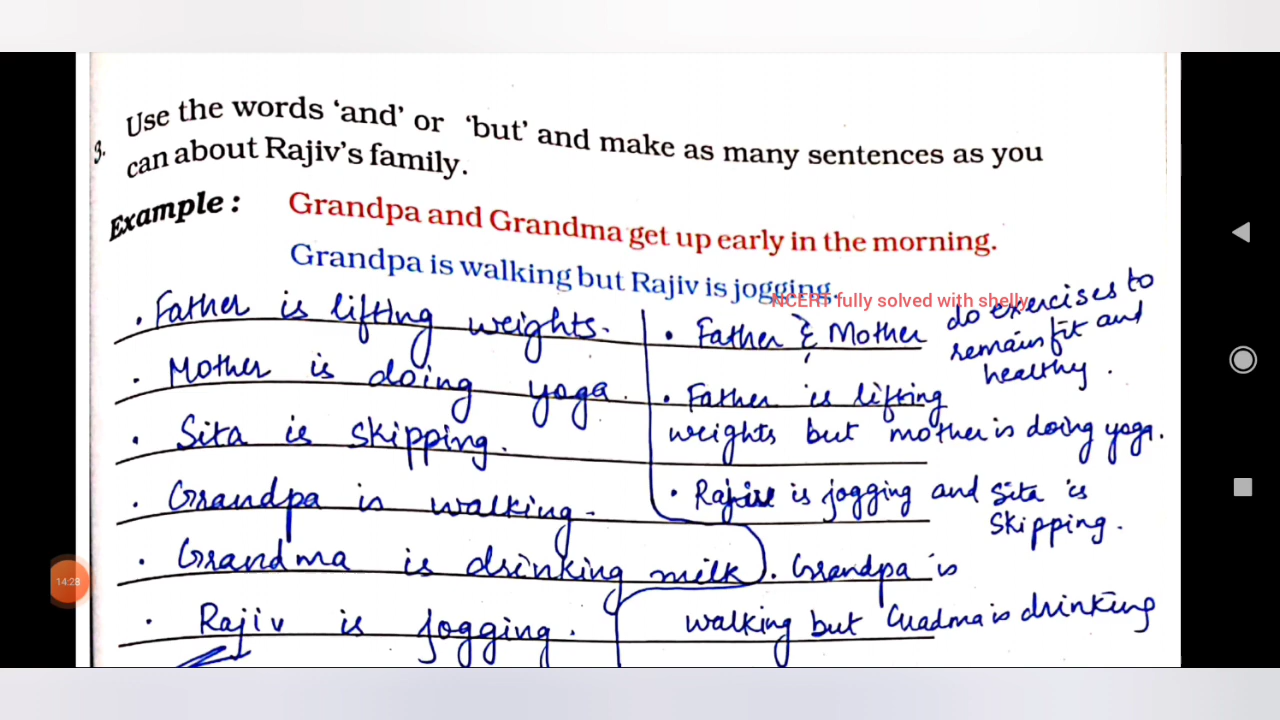 3. Use the words 'and' or 'but' and make as many sentences as you
can about Rajiv's family.
Example : Grandpa and Grandma get up early in the morning.
Grandpa is walking but Rajiv is jogging.
NCERT fully solved with shelly
. Father is lifting weights.
. Mother is doing yoga.
. Sita is skipping.
. Grandpa is walking.
. Grandma is drinking milk
. Rajiv is jogging.
. Father & Mother do exercises to
remain fit and
healthy.
. Father is lifting
weights but mother is doing yoga.
. Rajiv is jogging and Sita is
skipping.
. Grandpa is
walking but is drinking
14:28